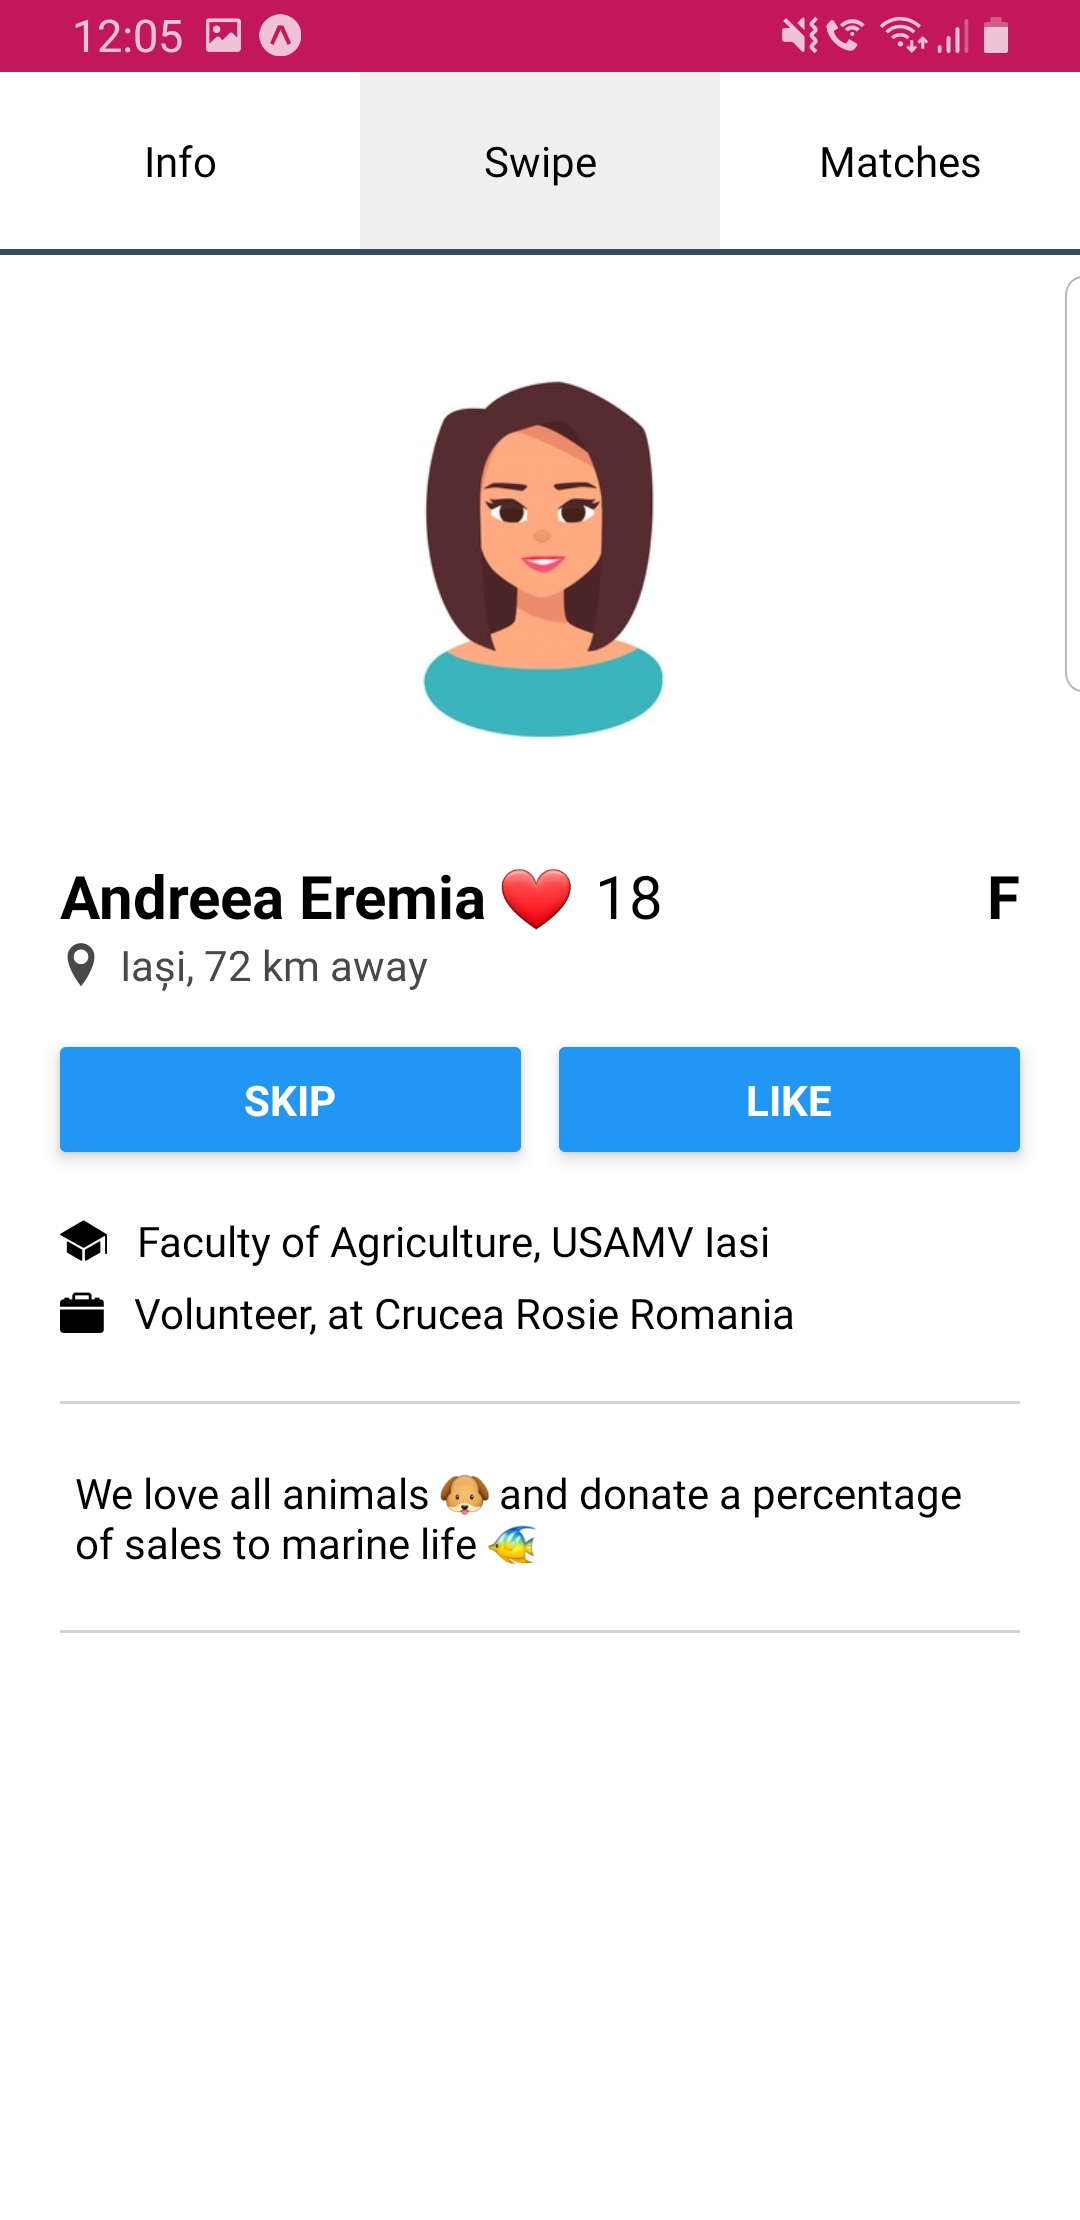 12:05
Info Swipe Matches
Andreea Eremia ❤️ 18 F
Iași, 72 km away
SKIP LIKE
Faculty of Agriculture, USAMV Iasi
Volunteer, at Crucea Rosie Romania
We love all animals 🐶 and donate a percentage
of sales to marine life 🐠